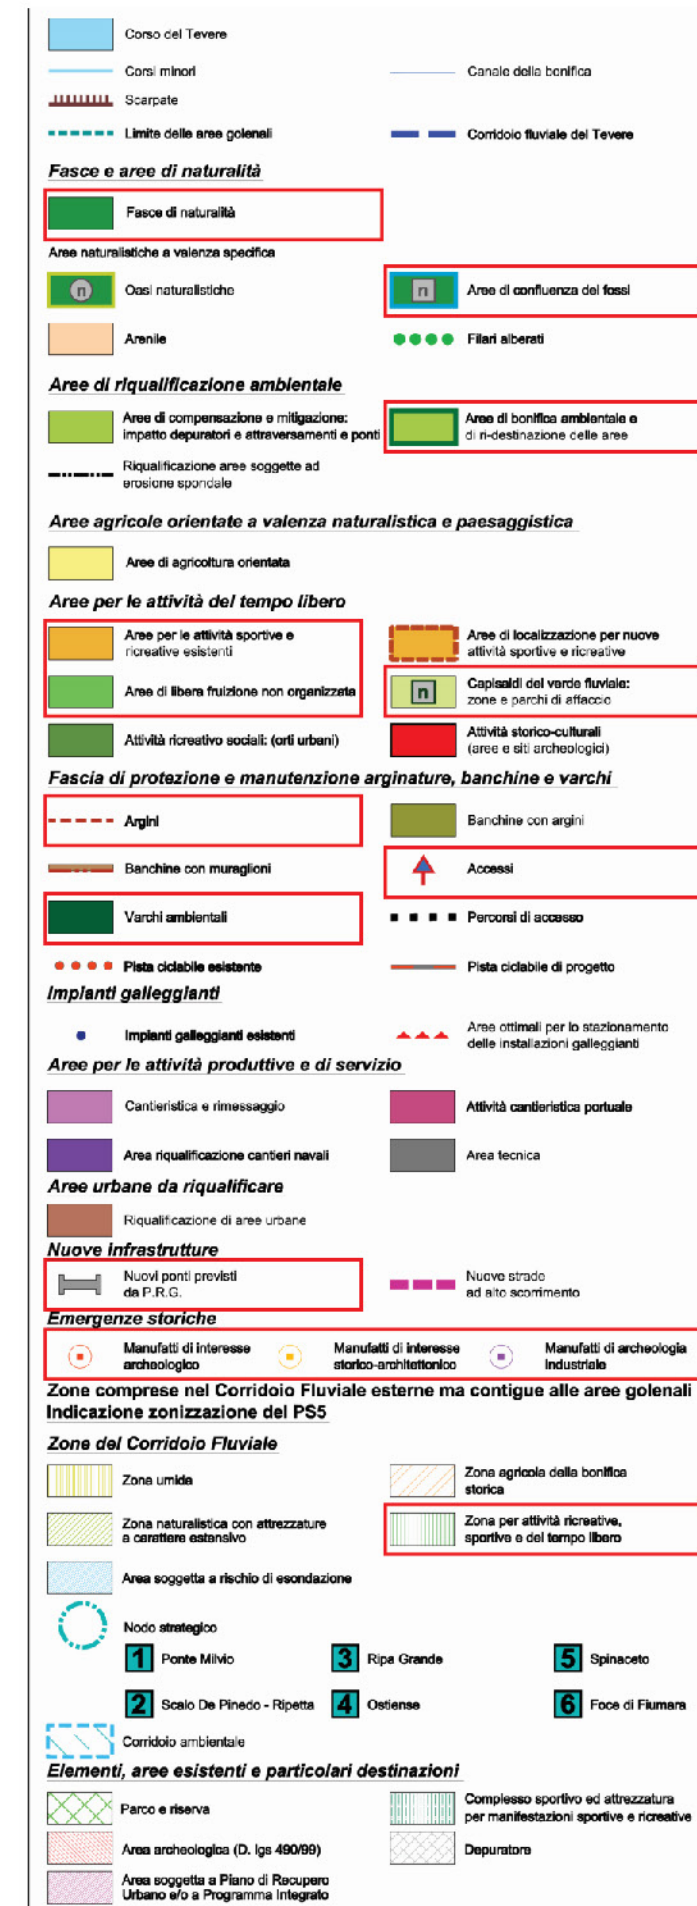 Corso del Tevere
Corsi minori
Canale della bonifica
Scarpate
Limite delle aree golenali
Corridoio fluviale del Tevere
Fasce e aree di naturalità
Fasce di naturalità
Aree naturalistiche a valenza specifica
n
Oasi naturalistiche
n
Aree di confluenza dei fossi
Arenile
Filari alberati
Aree di riqualificazione ambientale
Aree di compensazione e mitigazione:
impatto depuratori e attraversamenti e ponti
Aree di bonifica ambientale e
di ri-destinazione delle aree
Riqualificazione aree soggette ad
erosione spondale
Aree agricole orientate a valenza naturalistica e paesaggistica
Aree di agricoltura orientata
Aree per le attività del tempo libero
Aree per le attività sportive e
ricreative esistenti
Aree di localizzazione per nuove
attività sportive e ricreative
Aree di libera fruizione non organizzata
n
Capisaldi del verde fluviale:
zone e parchi di affaccio
Attività ricreativo sociali: (orti urbani)
Attività storico-culturali
(aree e siti archeologici)
Fascia di protezione e manutenzione arginature, banchine e varchi
Argini
Banchine con argini
Banchine con muraglioni
Accessi
Varchi ambientali
Percorsi di accesso
Pista ciclabile esistente
Pista ciclabile di progetto
Impianti galleggianti
Impianti galleggianti esistenti
Aree ottimali per lo stazionamento
delle installazioni galleggianti
Aree per le attività produttive e di servizio
Cantieristica e rimessaggio
Attività cantieristica portuale
Area riqualificazione cantieri navali
Area tecnica
Aree urbane da riqualificare
Riqualificazione di aree urbane
Nuove infrastrutture
Nuovi ponti previsti
da P.R.G.
Nuove strade
ad alto scorrimento
Emergenze storiche
Manufatti di interesse
archeologico
Manufatti di interesse
storico-architettonico
Manufatti di archeologia
industriale
Zone comprese nel Corridoio Fluviale esterne ma contigue alle aree golenali
Indicazione zonizzazione del PS5
Zone del Corridoio Fluviale
Zona umida
Zona agricola della bonifica
storica
Zona naturalistica con attrezzature
a carattere estensivo
Zona per attività ricreative,
sportive e del tempo libero
Area soggetta a rischio di esondazione
Nodo strategico
1 Ponte Milvio
3 Ripa Grande
5 Spinaceto
2 Scalo De Pinedo - Ripetta
4 Ostiense
6 Foce di Fiumara
Corridoio ambientale
Elementi, aree esistenti e particolari destinazioni
Parco e riserva
Complesso sportivo ed attrezzatura
per manifestazioni sportive e ricreative
Area archeologica (D. lgs 490/99)
Depuratore
Area soggetta a Piano di Recupero
Urbano e/o a Programma Integrato